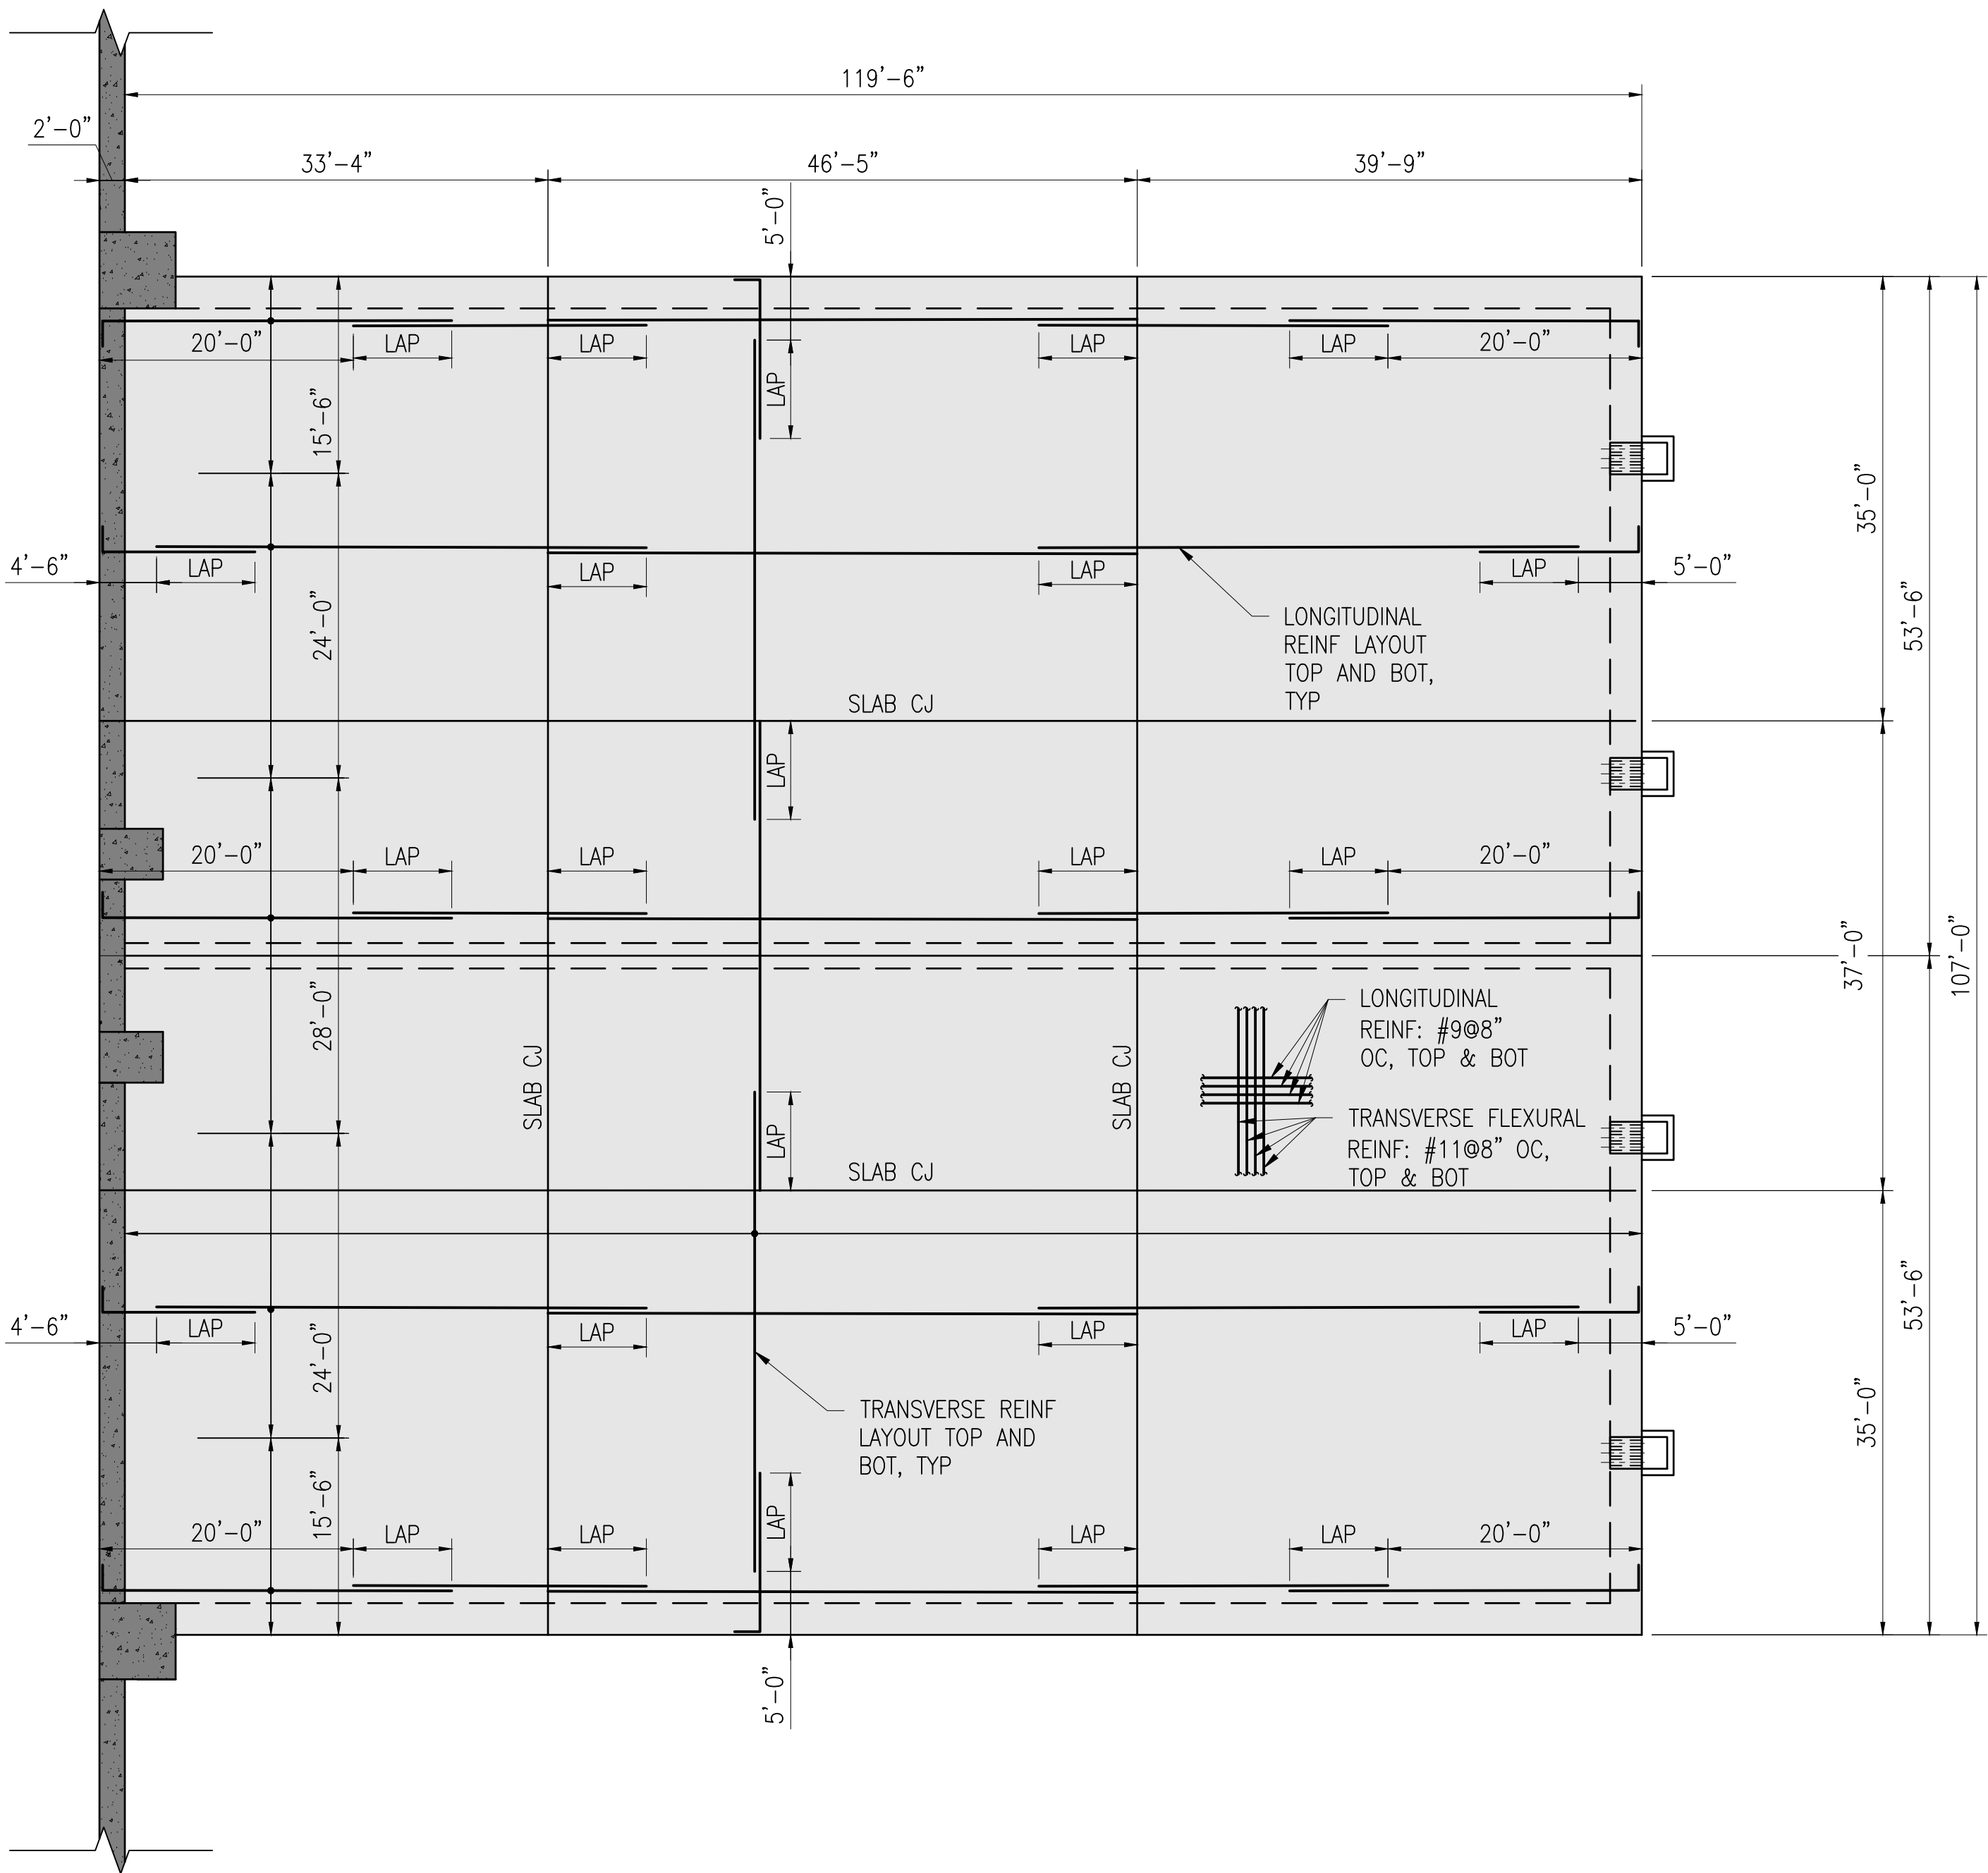 119'-6"
2'-0"
33'-4"
46'-5"
39'-9"
5'-0"
20'-0"
LAP
LAP
LAP
LAP
20'-0"
LAP
15'-6"
35'-0"
4'-6"
LAP
LAP
LAP
LAP
5'-0"
24'-0"
53'-6"
LONGITUDINAL
REINF LAYOUT
TOP AND BOT,
TYP
SLAB CJ
LAP
20'-0"
LAP
LAP
LAP
LAP
20'-0"
37'-0"
107'-0"
28'-0"
SLAB CJ
SLAB CJ
LONGITUDINAL
REINF: #9@8"
OC, TOP & BOT
LAP
TRANSVERSE FLEXURAL
REINF: #11@8" OC,
TOP & BOT
SLAB CJ
4'-6"
LAP
LAP
LAP
LAP
5'-0"
53'-6"
24'-0"
35'-0"
TRANSVERSE REINF
LAYOUT TOP AND
BOT, TYP
15'-6"
LAP
20'-0"
LAP
LAP
LAP
LAP
20'-0"
5'-0"